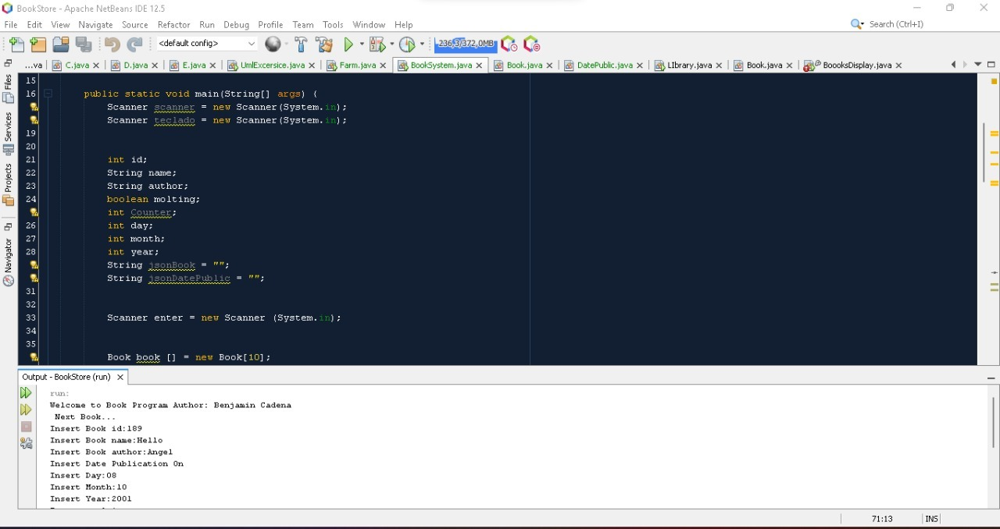 BookStore - Apache NetBeans IDE 12.5
File Edit View Navigate Source Refactor Run Debug Profile Team Tools Window Help Search (Ctrl+I)
<default config> 236,3/372,0MB
...va C.java D.java E.java UmlExcersice.java Farm.java BookSystem.java Book.java DatePublic.java LIbrary.java Book.java BoooksDisplay.java
Files
Services
Projects
Navigator
15
16 public static void main(String[] args) {
Scanner scanner = new Scanner(System.in);
Scanner teclado = new Scanner(System.in);
19
20
21 int id;
22 String name;
23 String author;
24 boolean molting;
int Counter;
26 int day;
27 int month;
28 int year;
String jsonBook = "";
String jsonDatePublic = "";
31
32
33 Scanner enter = new Scanner (System.in);
34
35
Book book [] = new Book[10];
Output - BookStore (run)
run:
Welcome to Book Program Author: Benjamin Cadena
Next Book...
Insert Book id:189
Insert Book name:Hello
Insert Book author:Angel
Insert Date Publication On
Insert Day:08
Insert Month:10
Insert Year:2001
71:13 INS